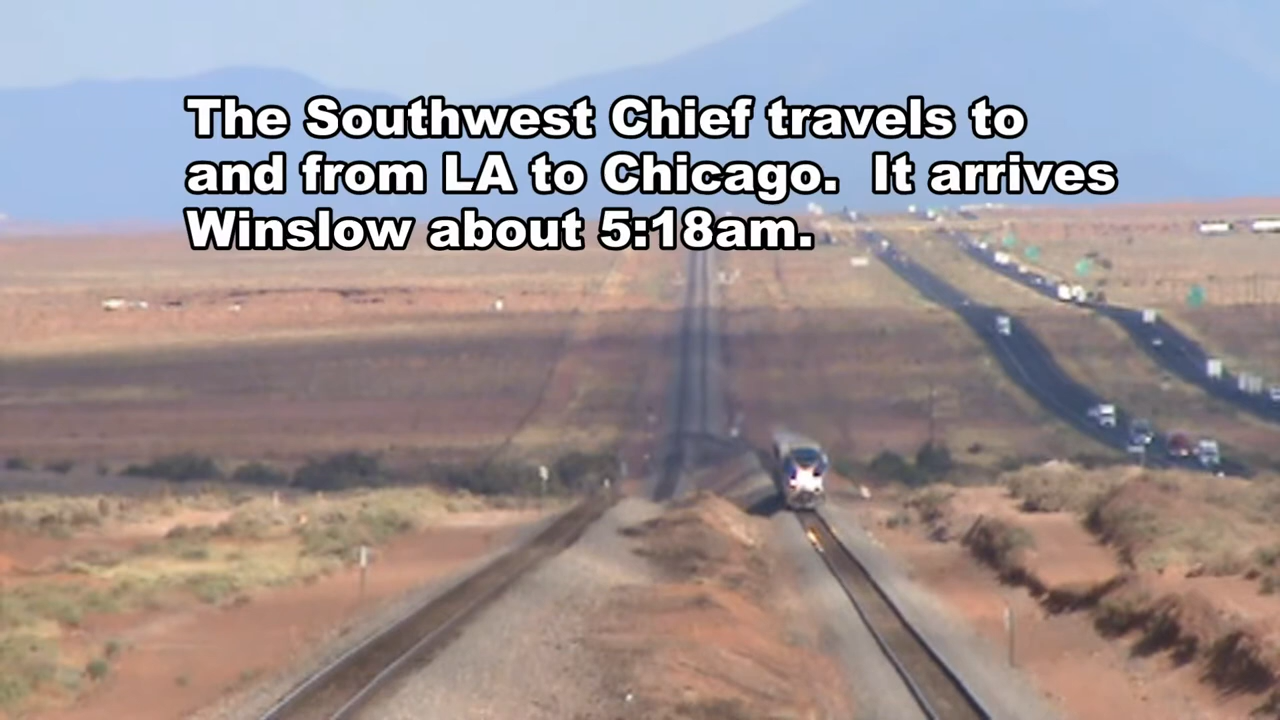 The Southwest Chief travels to
and from LA to Chicago.  It arrives
Winslow about 5:18am.